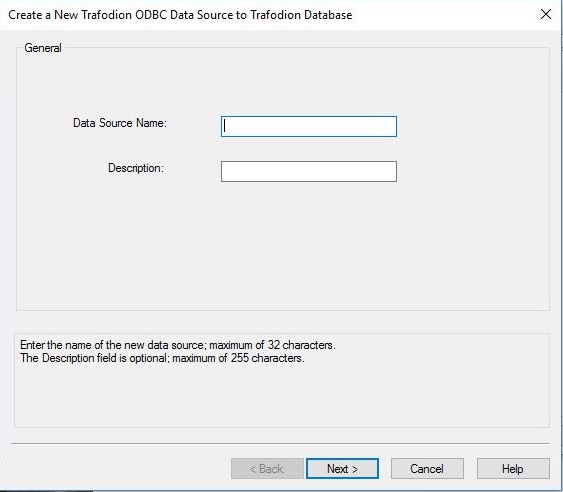 Create a New Trafodion ODBC Data Source to Trafodion Database
General
Data Source Name:
Description:
Enter the name of the new data source; maximum of 32 characters.
The Description field is optional; maximum of 255 characters.
< Back Next > Cancel Help